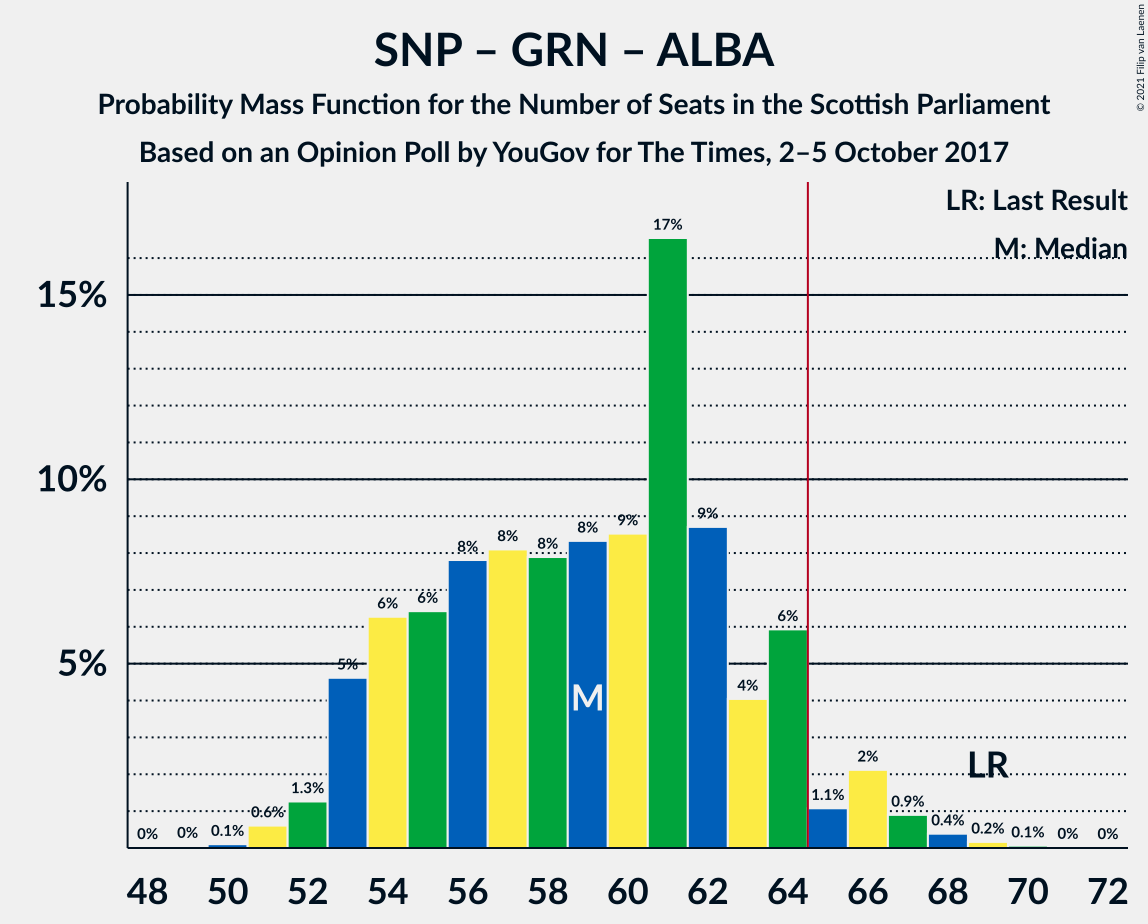 SNP – GRN – ALBA
Probability Mass Function for the Number of Seats in the Scottish Parliament
Based on an Opinion Poll by YouGov for The Times, 2–5 October 2017
© 2021 Filip van Laenen
LR: Last Result
M: Median
15%
10%
5%
0% 0% 0.1% 0.6% 1.3% 5% 6% 6% 8% 8% 8% 8% 9% 17% 9% 4% 6% 1.1% 2% 0.9% 0.4% 0.2% 0.1% 0% 0%
M
LR
48 50 52 54 56 58 60 62 64 66 68 70 72